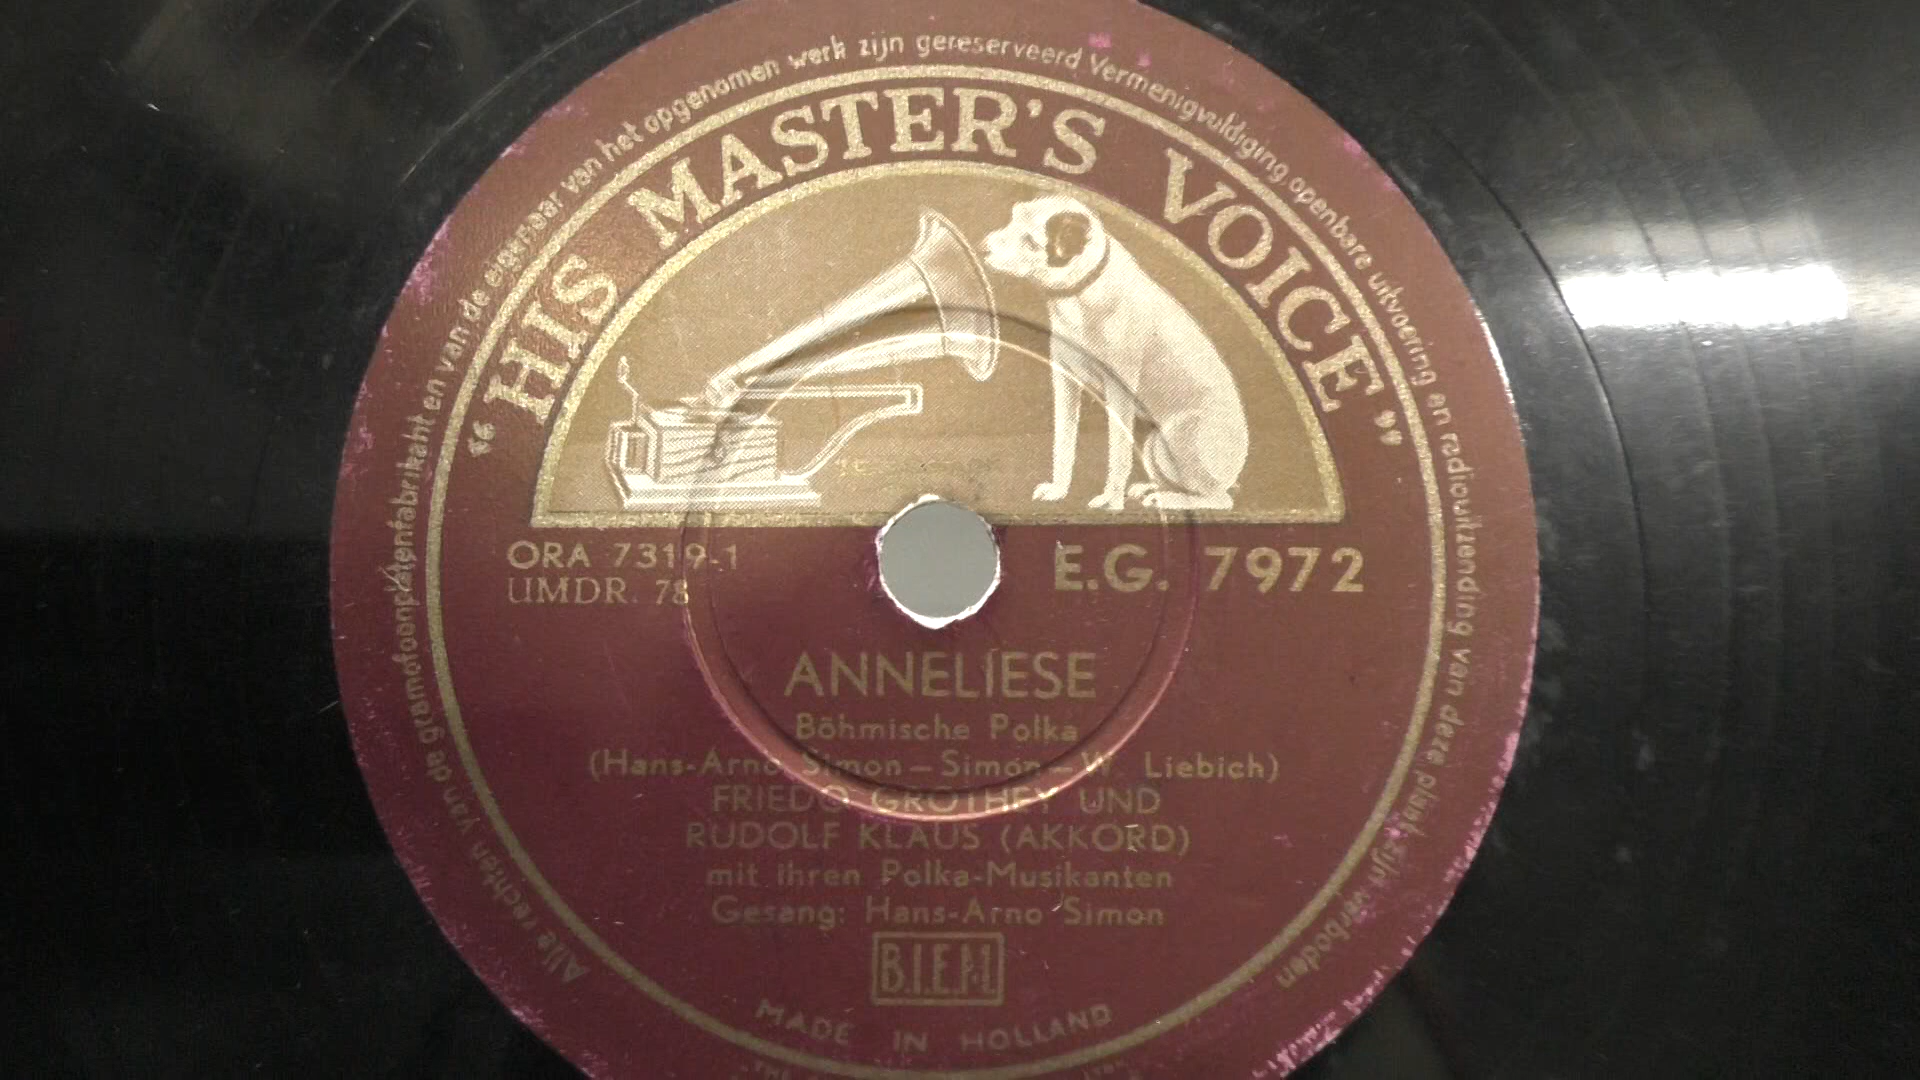 Alle rechten van de gramofoonplatenfabrikaht en van de eigenaar van het opgenomen werk zijn gereserveerd Vermenigvuldiging, openbare uitvoering en radiouitzending van deze plaat zijn verboden
“HIS MASTER'S VOICE”
ORA 7319-1
UMDR. 78
E.G. 7972
ANNELIESE
Böhmische Polka
(Hans-Arno Simon – Simon – W. Liebich)
FRIEDO GROTHEY UND
RUDOLF KLAUS (AKKORD)
mit ihren Polka-Musikanten
Gesang: Hans-Arno Simon
B.I.E.M.
MADE IN HOLLAND
"THE